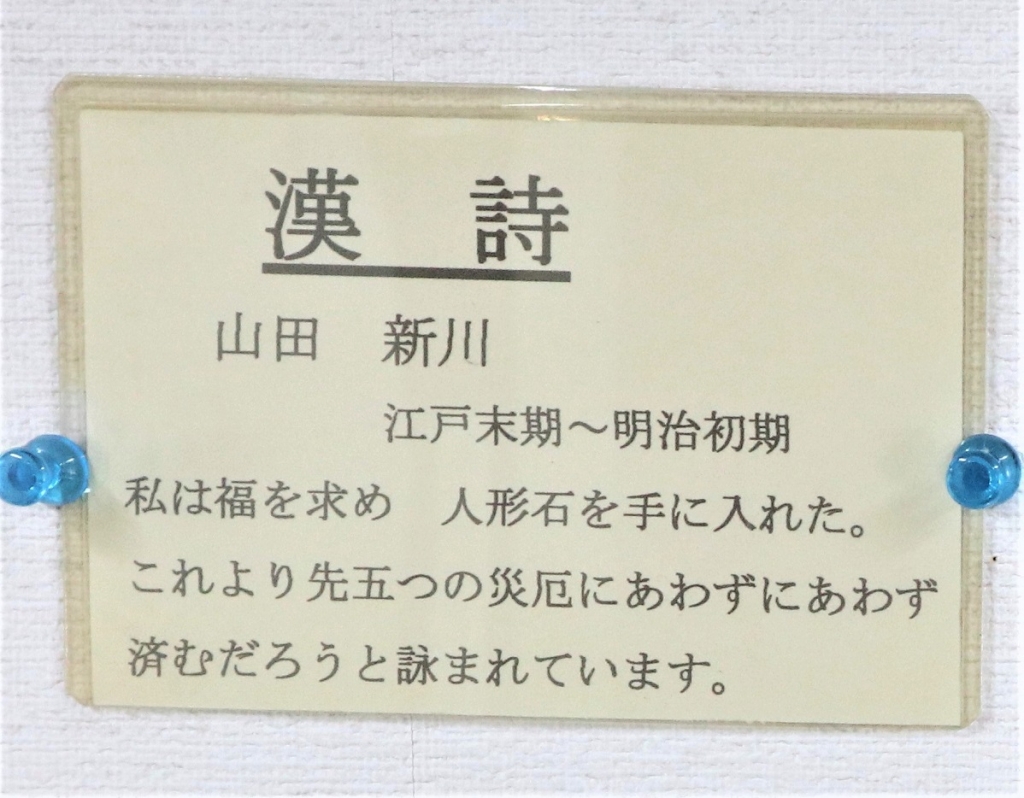 漢　詩
山田　新川
江戸末期～明治初期
私は福を求め　人形石を手に入れた。
これより先五つの災厄にあわずにあわず
済むだろうと詠まれています。